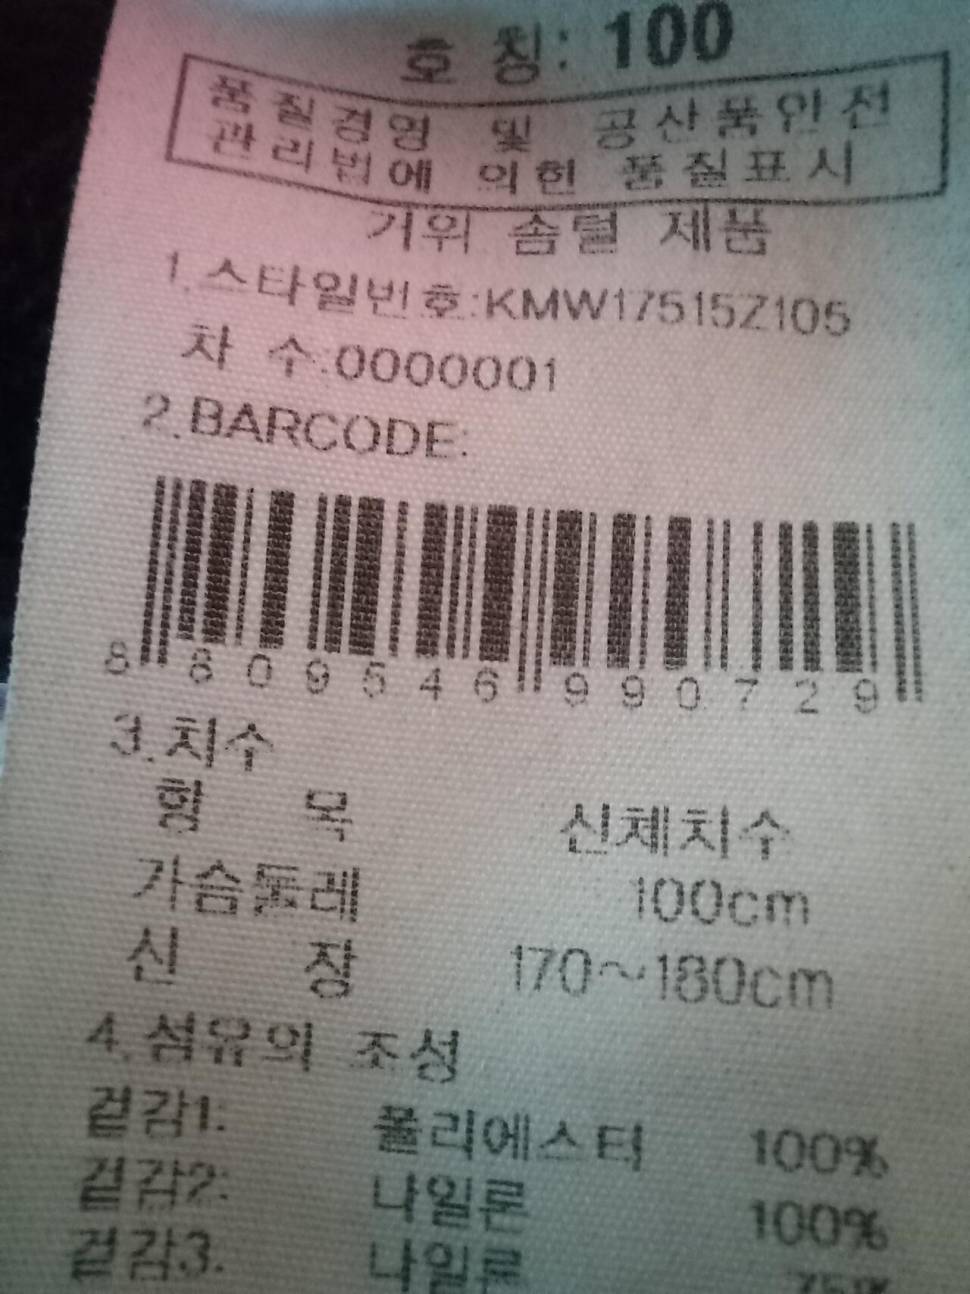 호 칭: 100
품질경영 및 공산품안전
관리법에 의한 품질표시
거위 솜털 제품
1.스타일번호:KMW17515Z105
차 수:0000001
2.BARCODE:
8 809546 990729
3.치수
항 목 신체치수
가슴둘레 100cm
신 장 170~180cm
4.섬유의 조성
겉감1: 폴리에스터 100%
겉감2: 나일론 100%
겉감3. 나일론 75%